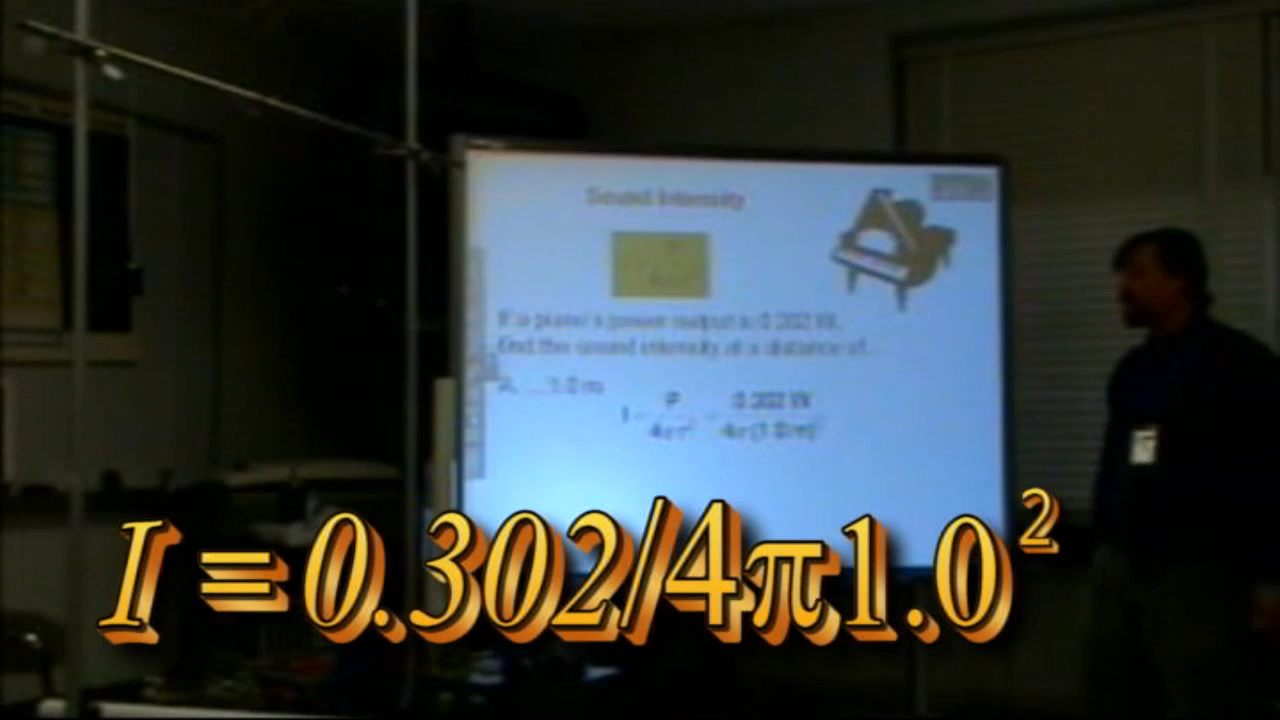 Sound Intensity
If a piano's power output is 0.302 W,
find the sound intensity at a distance of...
A. ...1.0 m
I = P / 4πr² = 0.302 W / 4π(1.0m)²
I = 0.302/4π1.0²